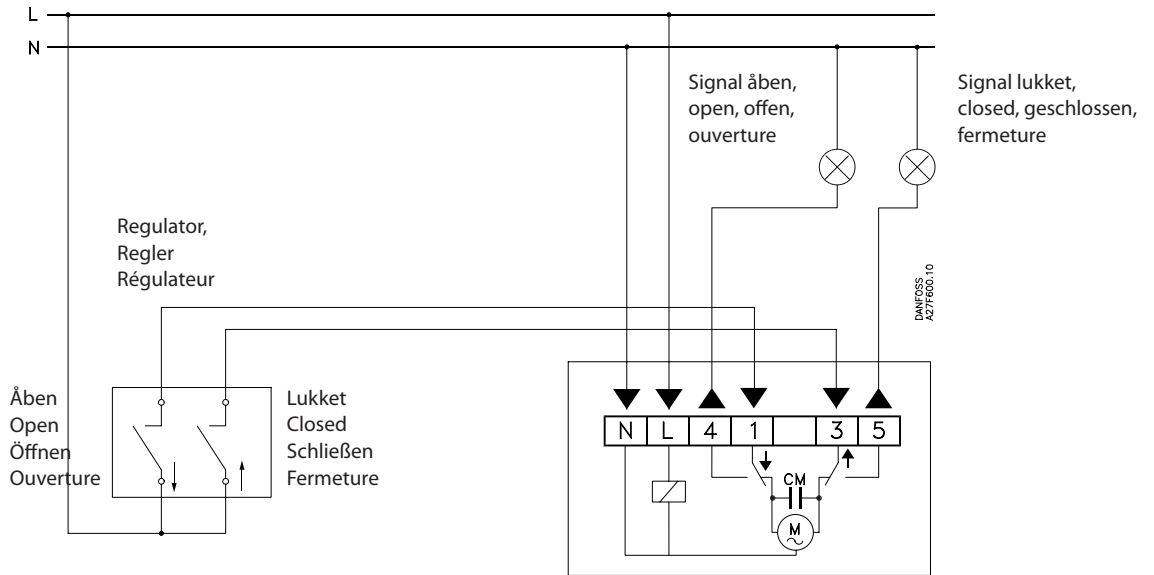 L
N
Signal åben,
open, offen,
ouverture
Signal lukket,
closed, geschlossen,
fermeture
Regulator,
Regler
Régulateur
DANFOSS
A27F600.10
Åben
Open
Öffnen
Ouverture
Lukket
Closed
Schließen
Fermeture
N L 4 1 3 5
CM
M